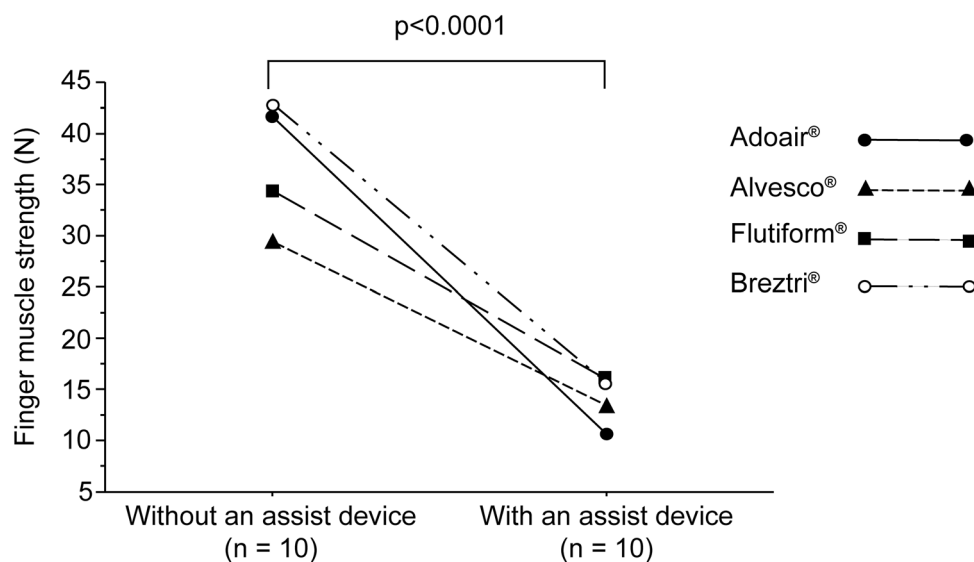 p<0.0001
Finger muscle strength (N)
45
40
35
30
25
20
15
10
5
Without an assist device
(n = 10)
With an assist device
(n = 10)
Adoair®
Alvesco®
Flutiform®
Breztri®